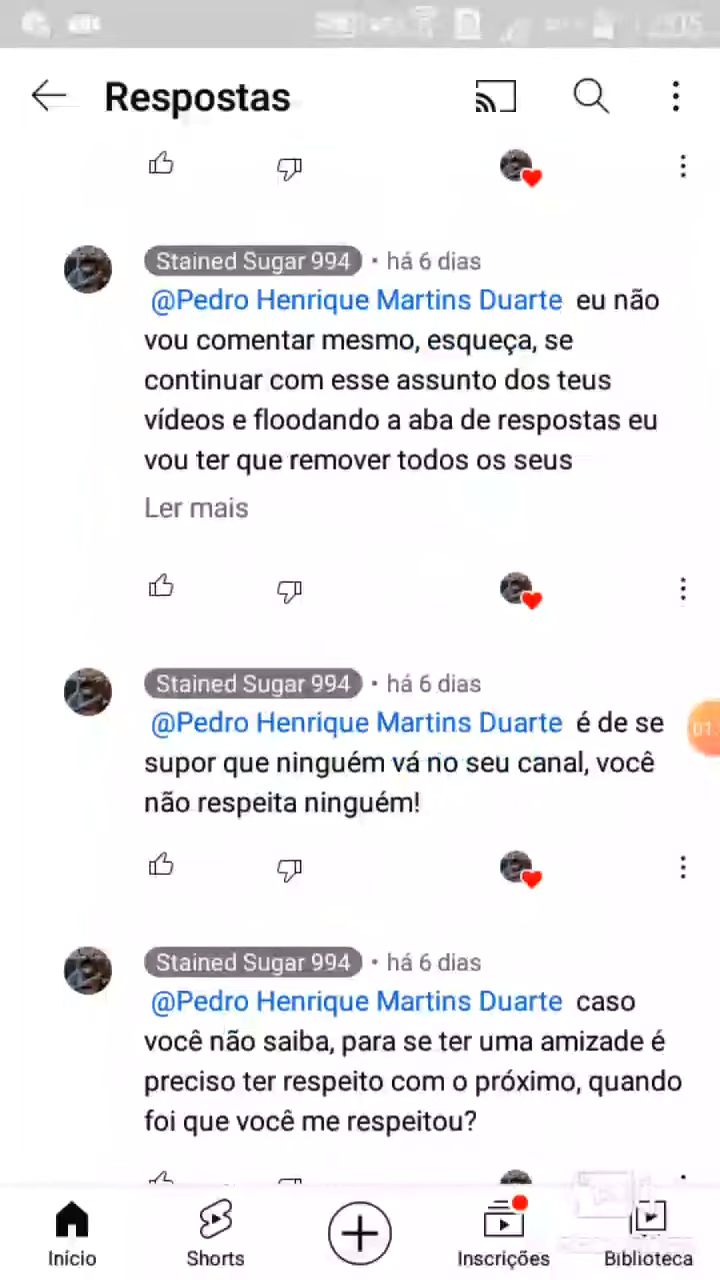 Respostas
Stained Sugar 994 • há 6 dias
@Pedro Henrique Martins Duarte eu não
vou comentar mesmo, esqueça, se
continuar com esse assunto dos teus
vídeos e floodando a aba de respostas eu
vou ter que remover todos os seus
Ler mais
Stained Sugar 994 • há 6 dias
@Pedro Henrique Martins Duarte é de se
supor que ninguém vá no seu canal, você
não respeita ninguém!
Stained Sugar 994 • há 6 dias
@Pedro Henrique Martins Duarte caso
você não saiba, para se ter uma amizade é
preciso ter respeito com o próximo, quando
foi que você me respeitou?
Início Shorts Inscrições Biblioteca